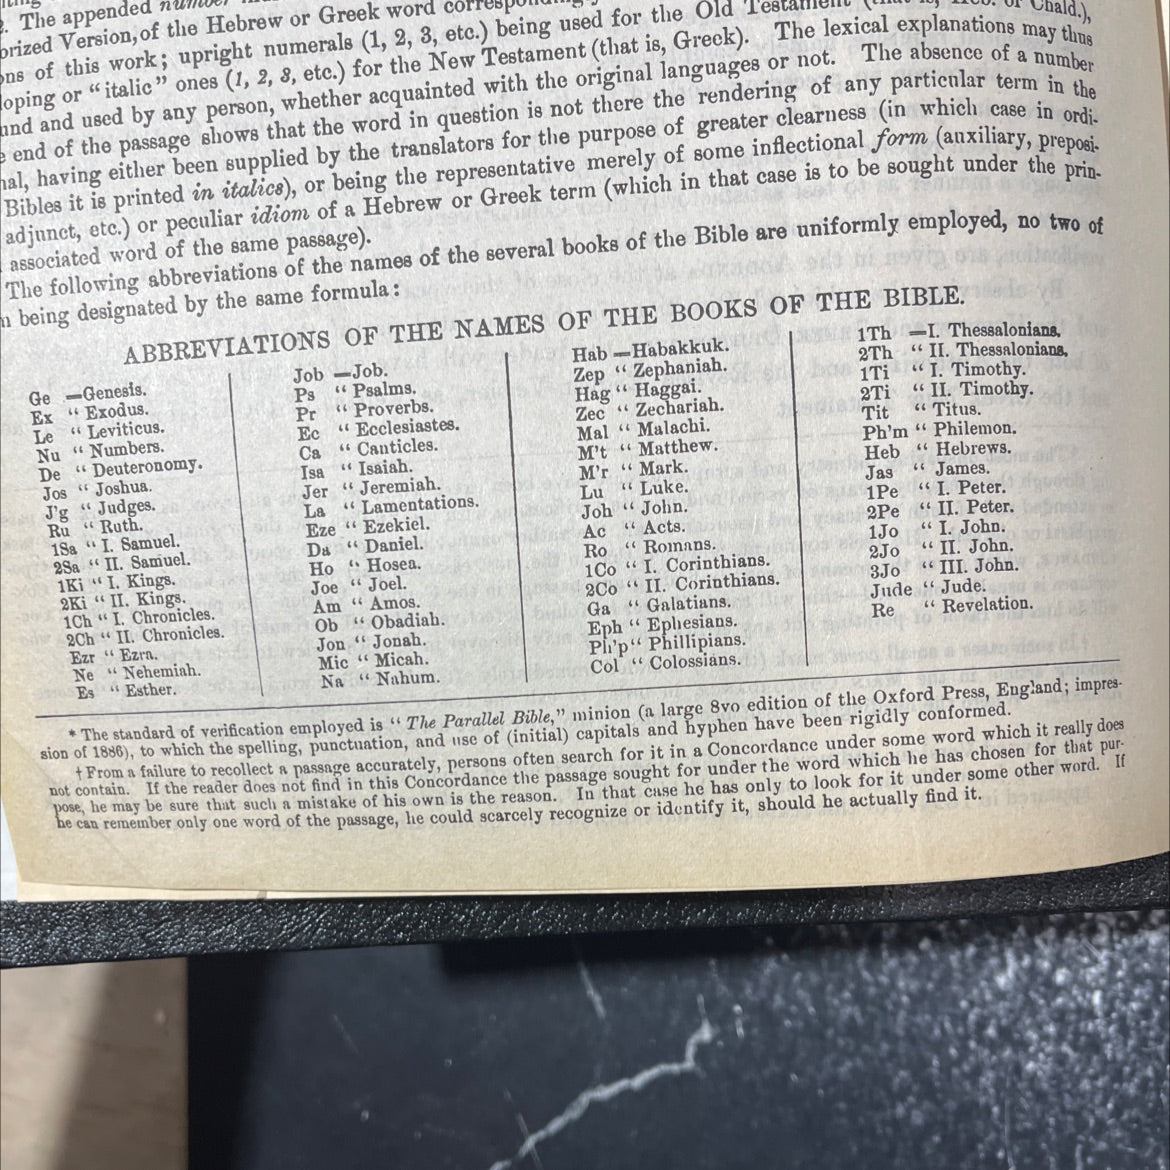 The appended number
orized Version, of the Hebrew or Greek word
ons of this work; upright numerals (1, 2, 3, etc.) being used for the Old Testament Chald.),
loping or “italic” ones (1, 2, 3, etc.) for the New Testament (that is, Greek). The lexical explanations may thus
und and used by any person, whether acquainted with the original languages or not. The absence of a number
e end of the passage shows that the word in question is not there the rendering of any particular term in the
nal, having either been supplied by the translators for the purpose of greater clearness (in which case in ordi-
Bibles it is printed in italics), or being the representative merely of some inflectional form (auxiliary, preposi-
adjunct, etc.) or peculiar idiom of a Hebrew or Greek term (which in that case is to be sought under the prin-
associated word of the same passage).
The following abbreviations of the names of the several books of the Bible are uniformly employed, no two of
n being designated by the same formula:
ABBREVIATIONS OF THE NAMES OF THE BOOKS OF THE BIBLE.
Ge —Genesis.
Ex “ Exodus.
Le “ Leviticus.
Nu “ Numbers.
De “ Deuteronomy.
Jos “ Joshua.
J'g “ Judges.
Ru “ Ruth.
1Sa “ I. Samuel.
2Sa “ II. Samuel.
1Ki “ I. Kings.
2Ki “ II. Kings.
1Ch “ I. Chronicles.
2Ch “ II. Chronicles.
Ezr “ Ezra.
Ne “ Nehemiah.
Es “ Esther.
Job —Job.
Ps “ Psalms.
Pr “ Proverbs.
Ec “ Ecclesiastes.
Ca “ Canticles.
Isa “ Isaiah.
Jer “ Jeremiah.
La “ Lamentations.
Eze “ Ezekiel.
Da “ Daniel.
Ho “ Hosea.
Joe “ Joel.
Am “ Amos.
Ob “ Obadiah.
Jon “ Jonah.
Mic “ Micah.
Na “ Nahum.
Hab —Habakkuk.
Zep “ Zephaniah.
Hag “ Haggai.
Zec “ Zechariah.
Mal “ Malachi.
M't “ Matthew.
M'r “ Mark.
Lu “ Luke.
Joh “ John.
Ac “ Acts.
Ro “ Romans.
1Co “ I. Corinthians.
2Co “ II. Corinthians.
Ga “ Galatians.
Eph “ Ephesians.
Ph'p “ Phillipians.
Col “ Colossians.
1Th —I. Thessalonians.
2Th “ II. Thessalonians.
1Ti “ I. Timothy.
2Ti “ II. Timothy.
Tit “ Titus.
Ph'm “ Philemon.
Heb “ Hebrews.
Jas “ James.
1Pe “ I. Peter.
2Pe “ II. Peter.
1Jo “ I. John.
2Jo “ II. John.
3Jo “ III. John.
Jude “ Jude.
Re “ Revelation.
* The standard of verification employed is “ The Parallel Bible,” minion (a large 8vo edition of the Oxford Press, England; impres-
sion of 1886), to which the spelling, punctuation, and use of (initial) capitals and hyphen have been rigidly conformed.
† From a failure to recollect a passage accurately, persons often search for it in a Concordance under some word which it really does
not contain. If the reader does not find in this Concordance the passage sought for under the word which he has chosen for that pur-
pose, he may be sure that such a mistake of his own is the reason. In that case he has only to look for it under some other word. If
he can remember only one word of the passage, he could scarcely recognize or identify it, should he actually find it.